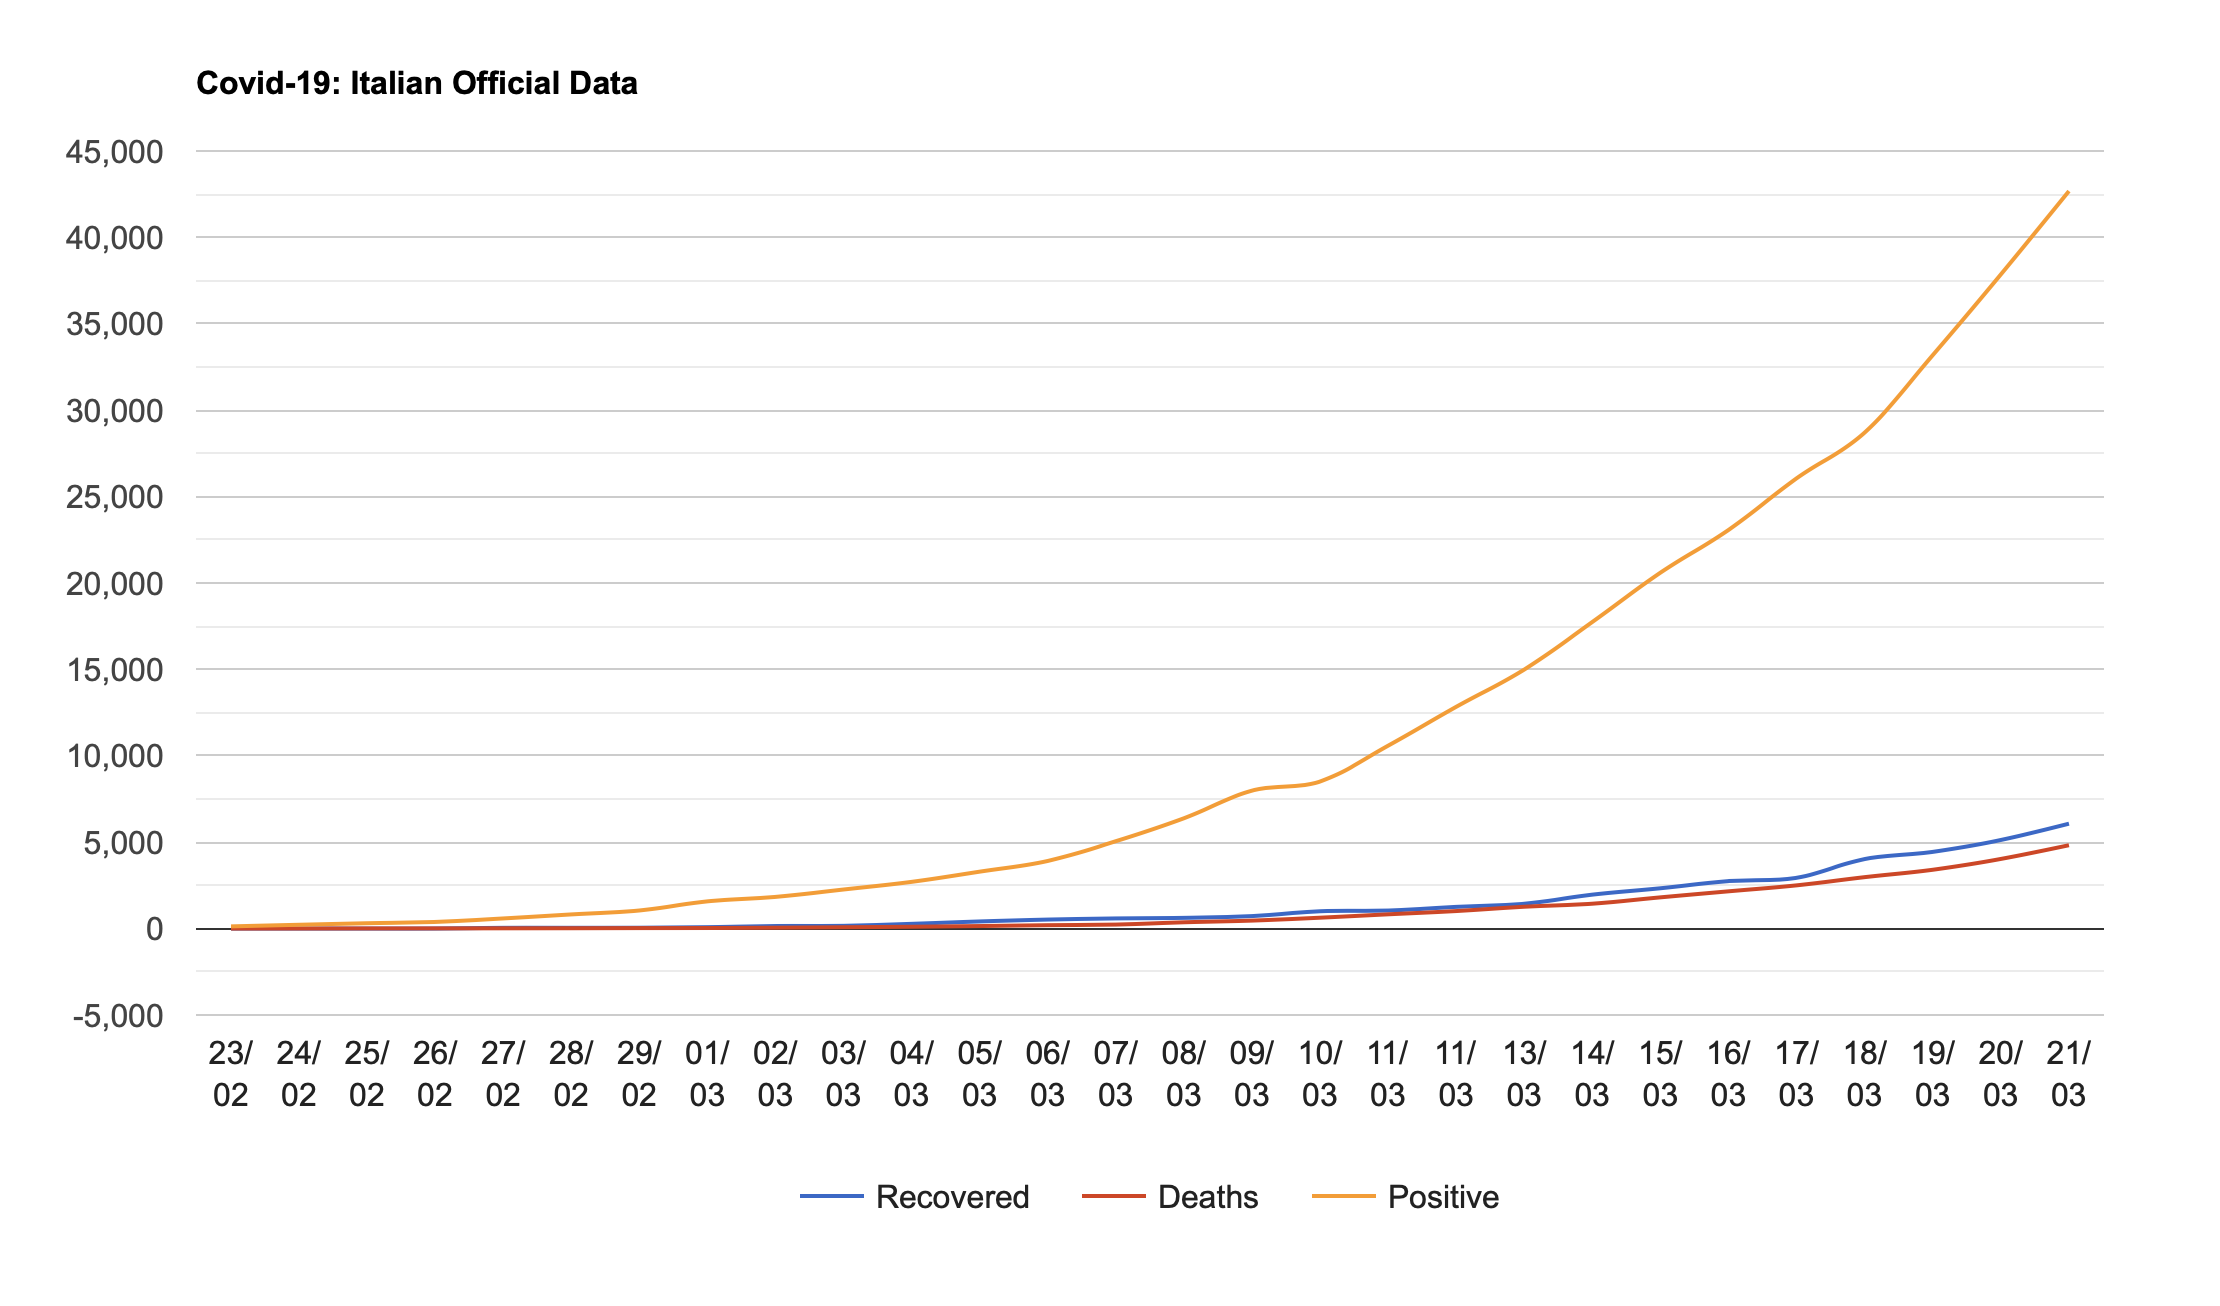 Covid-19: Italian Official Data
45,000
40,000
35,000
30,000
25,000
20,000
15,000
10,000
5,000
0
-5,000
23/ 24/ 25/ 26/ 27/ 28/ 29/ 01/ 02/ 03/ 04/ 05/ 06/ 07/ 08/ 09/ 10/ 11/ 11/ 13/ 14/ 15/ 16/ 17/ 18/ 19/ 20/ 21/
02 02 02 02 02 02 02 03 03 03 03 03 03 03 03 03 03 03 03 03 03 03 03 03 03 03 03 03
Recovered Deaths Positive